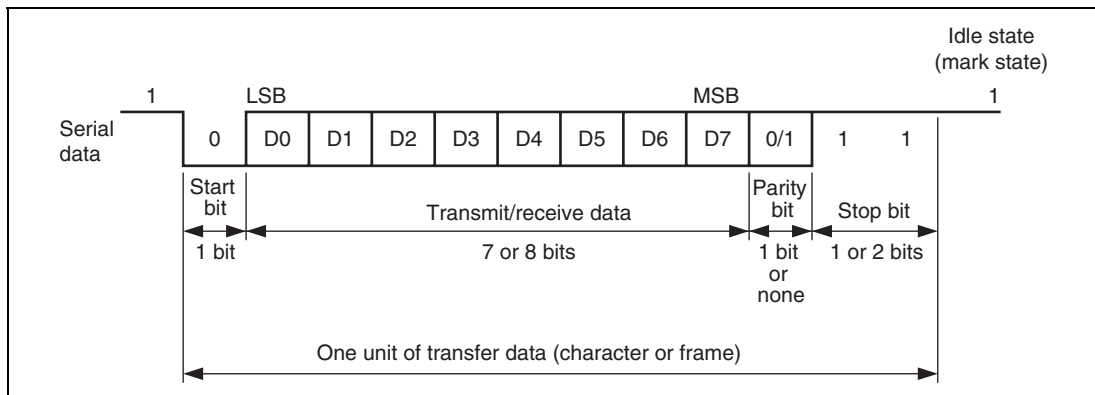 Idle state
(mark state)
1 LSB MSB 1
Serial
data
0 D0 D1 D2 D3 D4 D5 D6 D7 0/1 1 1
Start
bit
Parity
bit
Transmit/receive data
Stop bit
1 bit
7 or 8 bits
1 bit
or
none
1 or 2 bits
One unit of transfer data (character or frame)